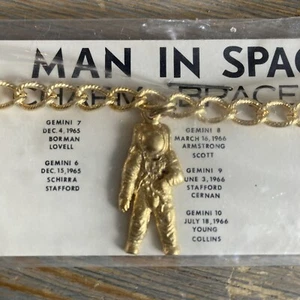 MAN IN SPAC
CHARM BRACE
GEMINI 7
DEC. 4, 1965
BORMAN
LOVELL
GEMINI 6
DEC. 15, 1965
SCHIRRA
STAFFORD
GEMINI 8
MARCH 16, 1966
ARMSTRONG
SCOTT
GEMINI 9
JUNE 3, 1966
STAFFORD
CERNAN
GEMINI 10
JULY 18, 1966
YOUNG
COLLINS